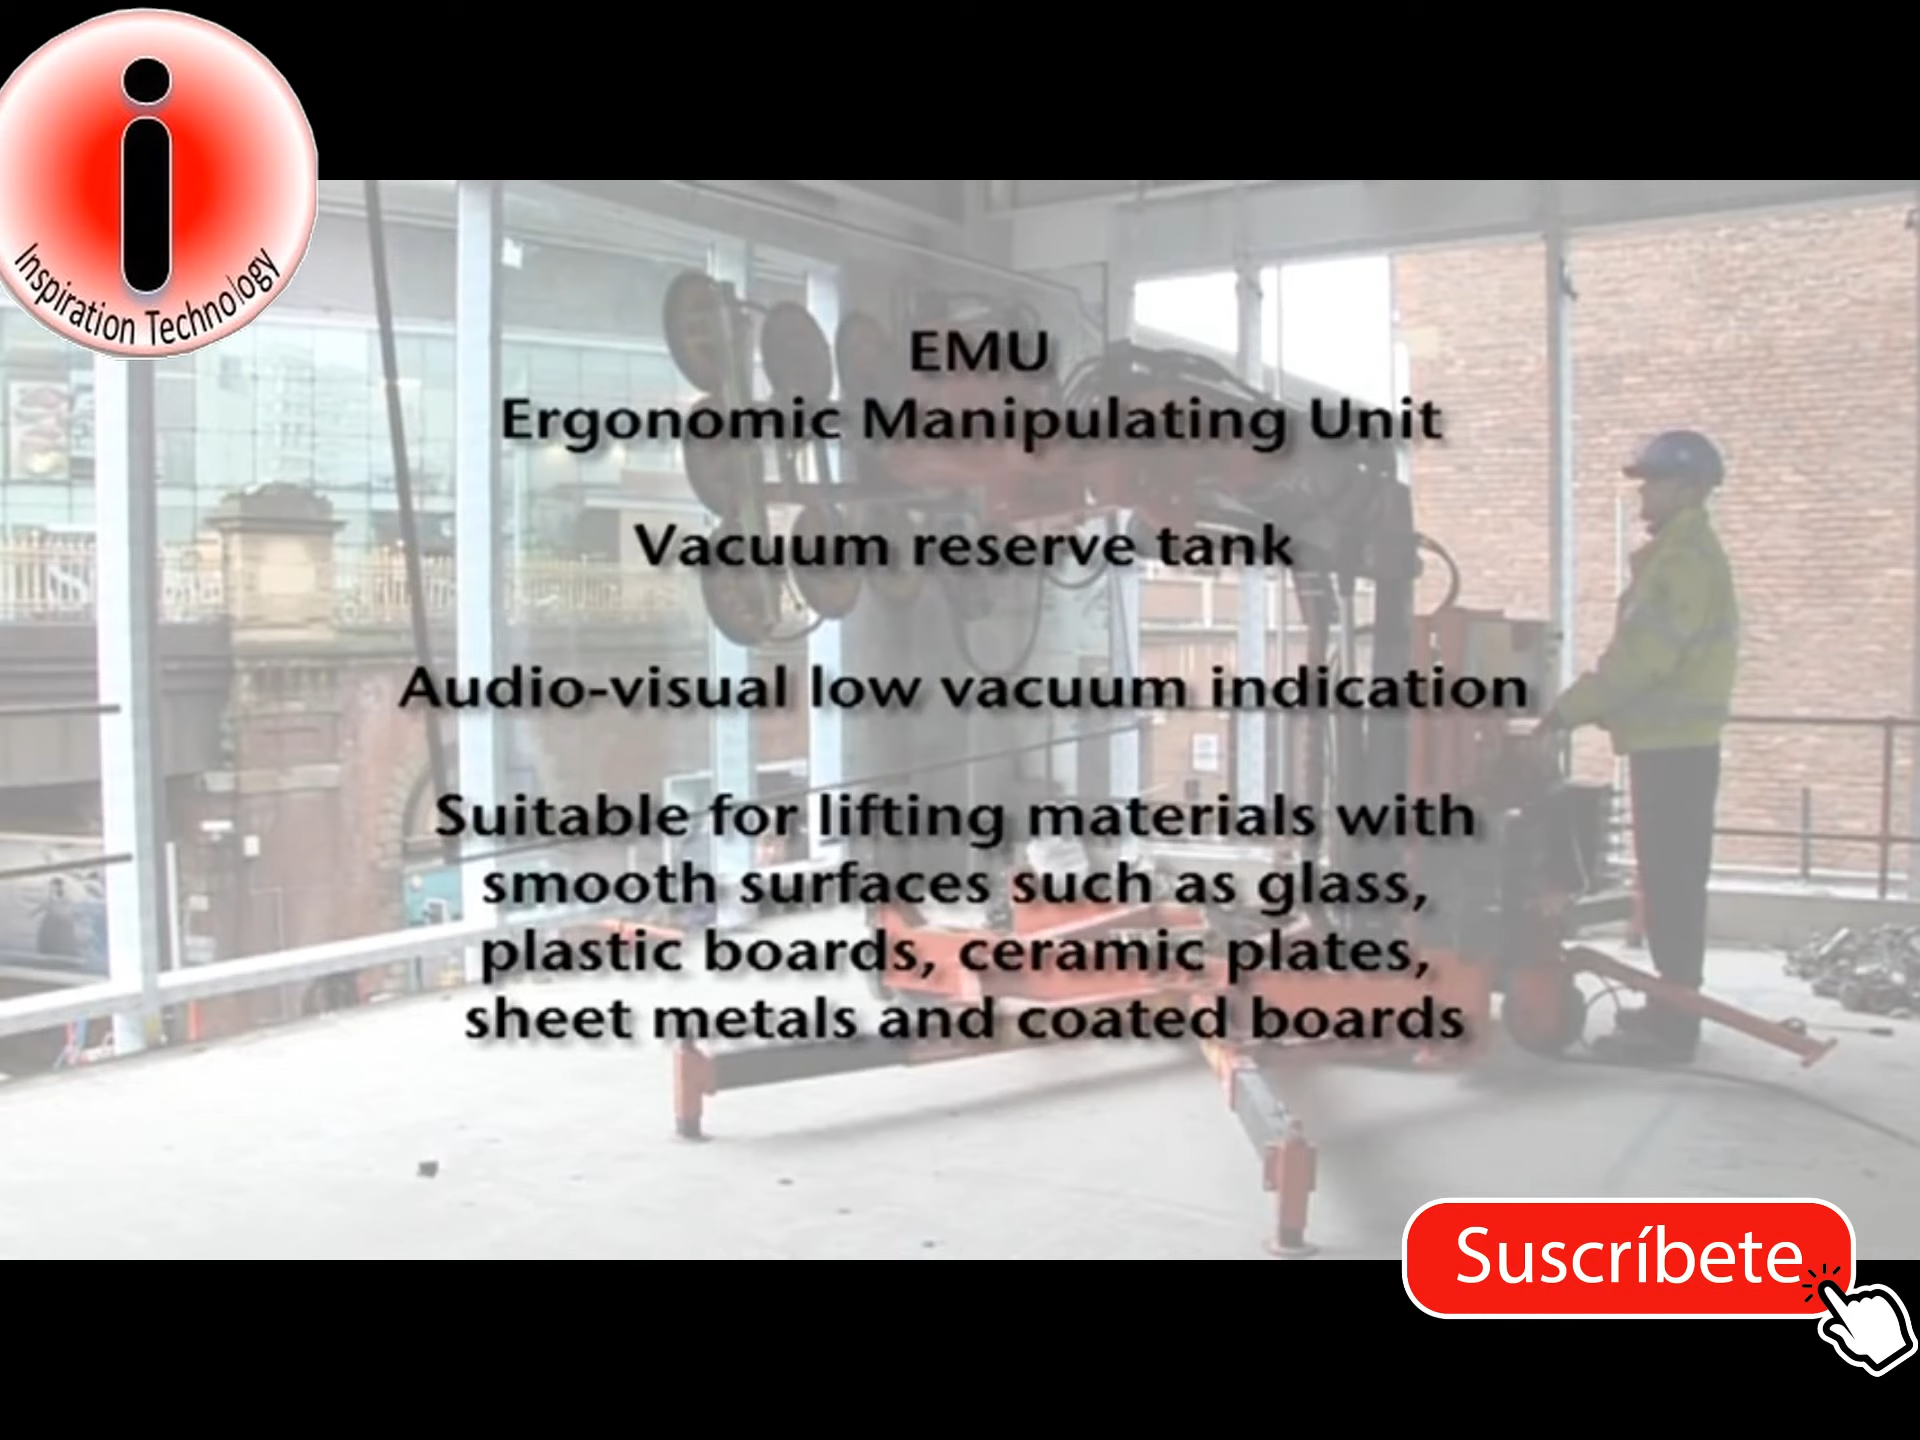 Inspiration Technology
EMU
Ergonomic Manipulating Unit
Vacuum reserve tank
Audio-visual low vacuum indication
Suitable for lifting materials with
smooth surfaces such as glass,
plastic boards, ceramic plates,
sheet metals and coated boards
Suscríbete